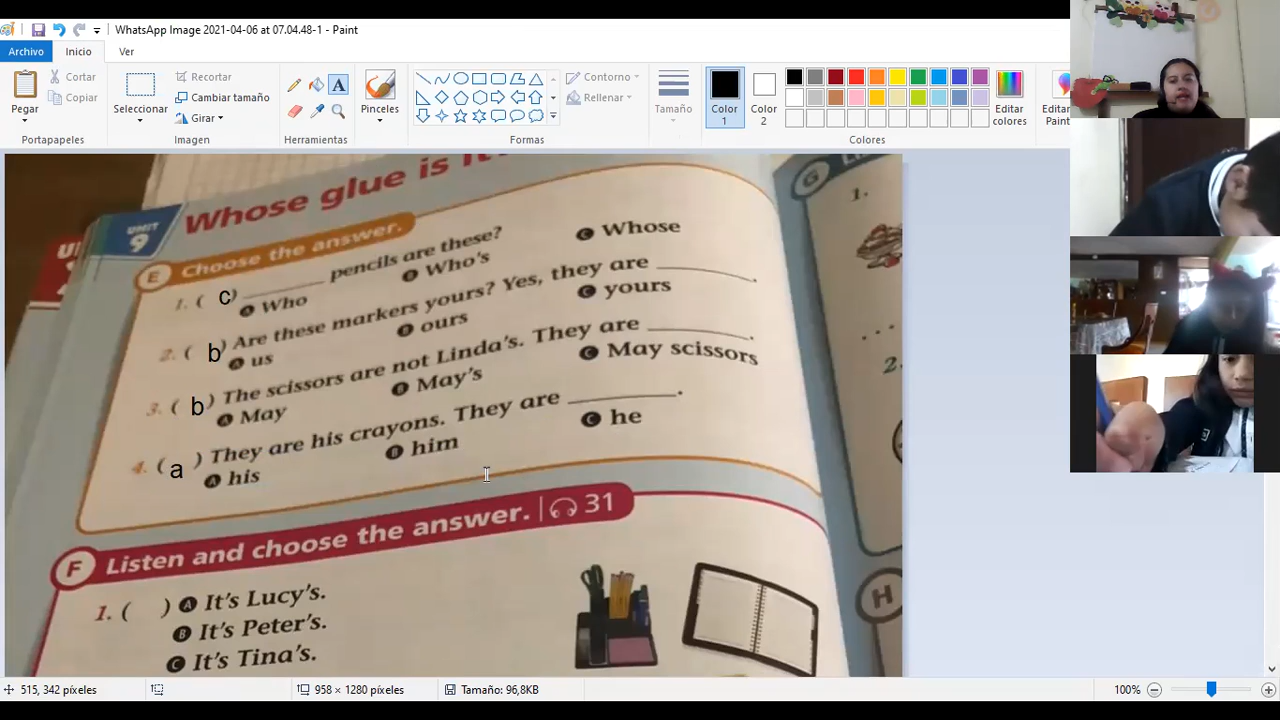 WhatsApp Image 2021-04-06 at 07.04.48-1 - Paint
Archivo Inicio Ver
Pegar
Cortar
Copiar
Portapapeles
Seleccionar
Recortar
Cambiar tamaño
Girar
Imagen
A
Herramientas
Pinceles
Contorno
Rellenar
Formas
Tamaño
Color 1
Color 2
Editar colores
Colores
Editar
Paint
UNIT 9
Whose glue is it
E Choose the answer.
1. ( c) ________ pencils are these?
A Who B Who's C Whose
2. ( b ) Are these markers yours? Yes, they are ________.
A us B ours C yours
3. ( b ) The scissors are not Linda's. They are ________.
A May B May's C May scissors
4. ( a ) They are his crayons. They are ________.
A his B him C he
F Listen and choose the answer. 31
1. ( ) A It's Lucy's.
B It's Peter's.
C It's Tina's.
G
1.
...
2.
H
515, 342 píxeles 958 × 1280 píxeles Tamaño: 96,8KB 100%